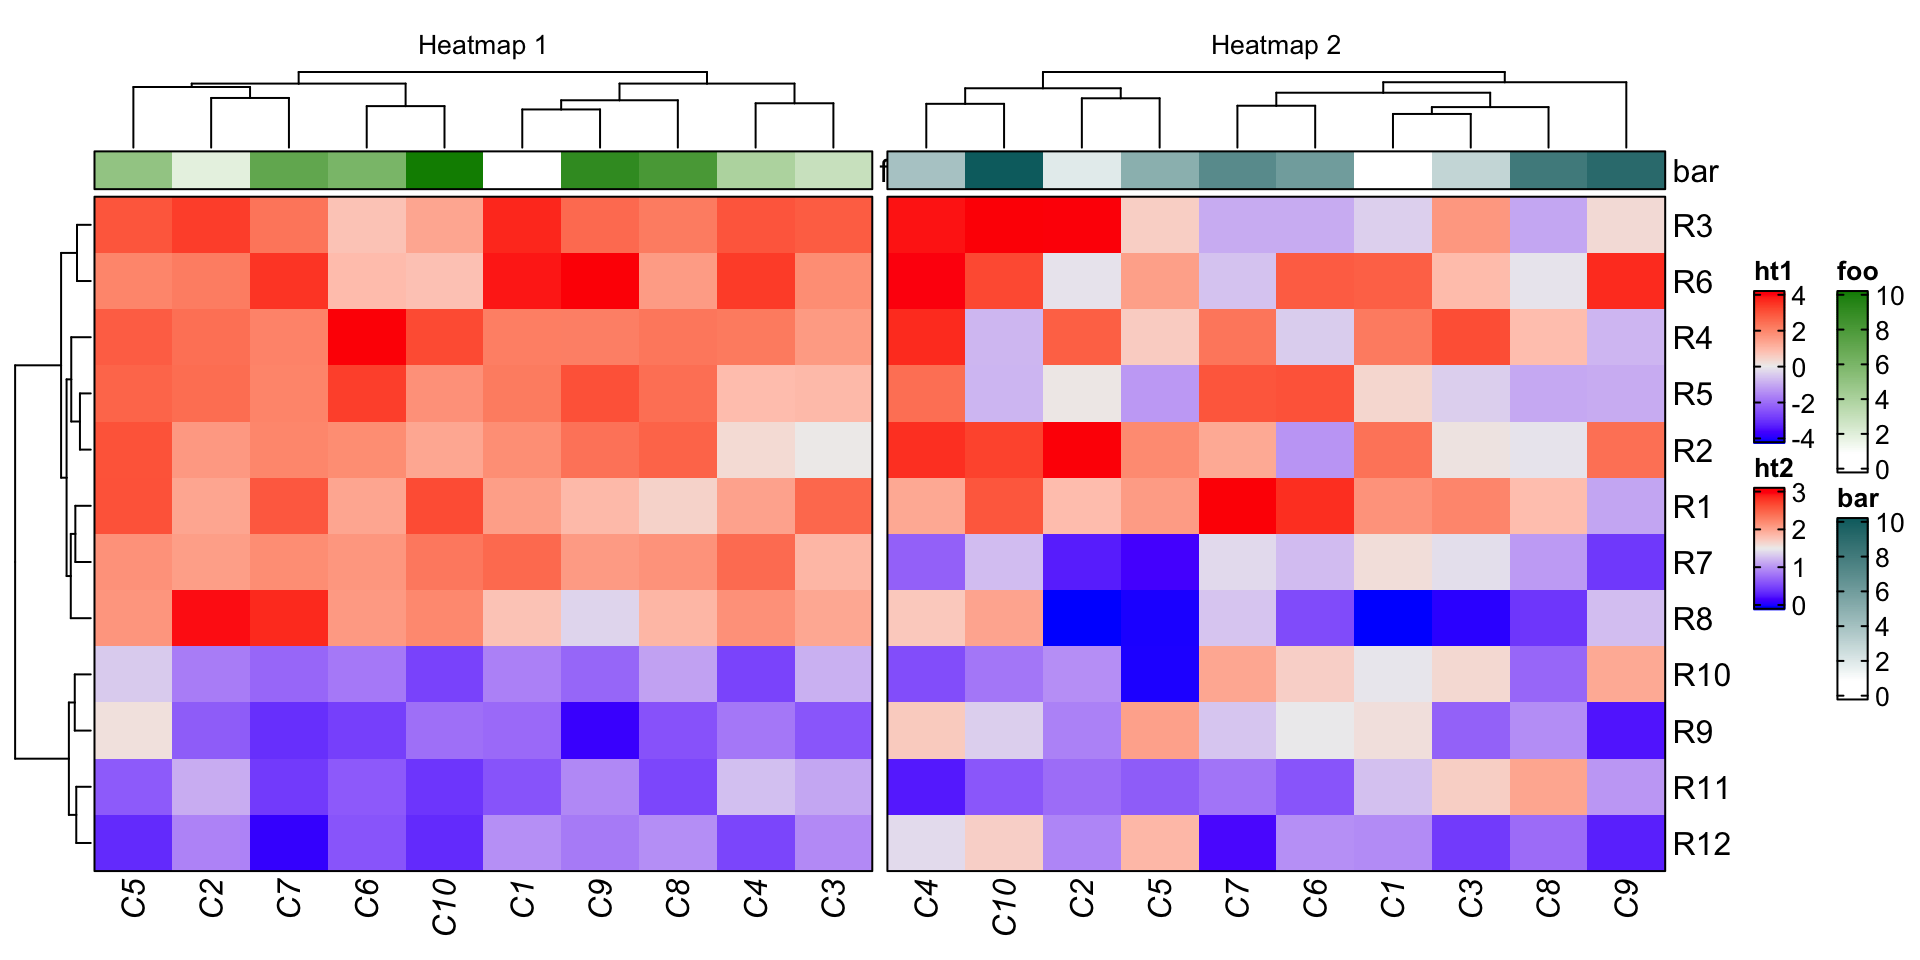 Heatmap 1
Heatmap 2
f
bar
R3
R6
R4
R5
R2
R1
R7
R8
R10
R9
R11
R12
C5 C2 C7 C6 C10 C1 C9 C8 C4 C3
C4 C10 C2 C5 C7 C6 C1 C3 C8 C9
ht1
4
2
0
-2
-4
ht2
3
2
1
0
foo
10
8
6
4
2
0
bar
10
8
6
4
2
0